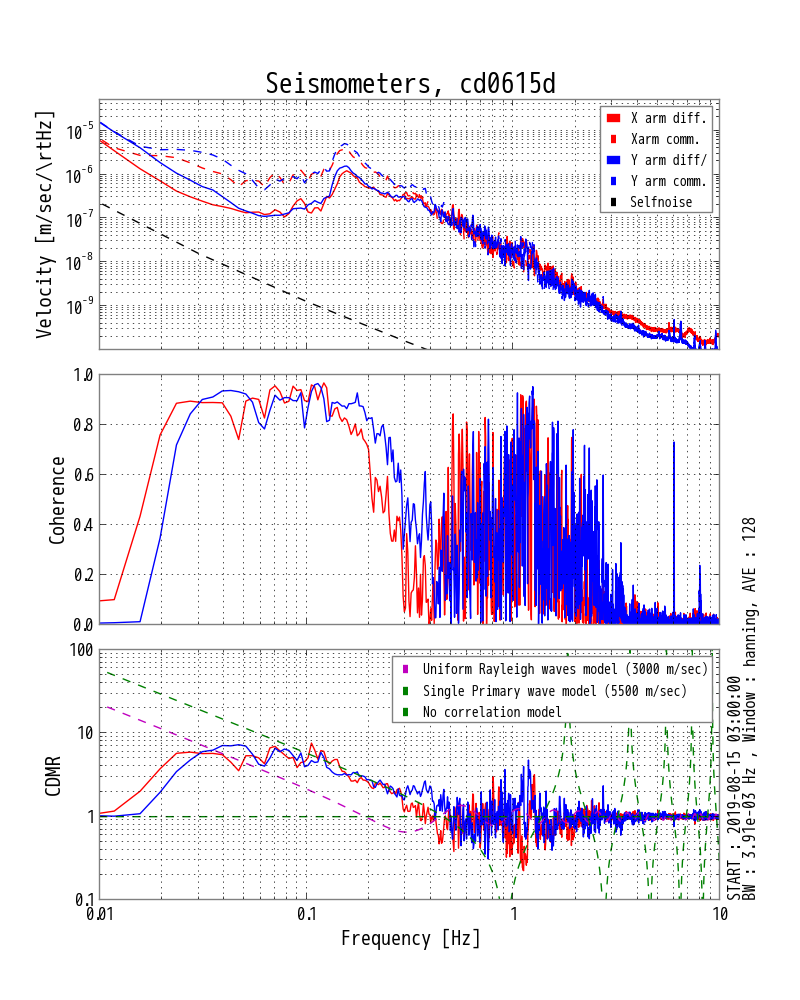 Seismometers, cd0615d
Velocity [m/sec/\rtHz]
10^-5
10^-6
10^-7
10^-8
10^-9
X arm diff.
Xarm comm.
Y arm diff/
Y arm comm.
Selfnoise
Coherence
1.0
0.8
0.6
0.4
0.2
0.0
CDMR
100
10
1
0.1
Uniform Rayleigh waves model (3000 m/sec)
Single Primary wave model (5500 m/sec)
No correlation model
0.01
0.1
1
10
Frequency [Hz]
START : 2019-08-15 03:00:00
BW : 3.91e-03 Hz , Window : hanning, AVE : 128